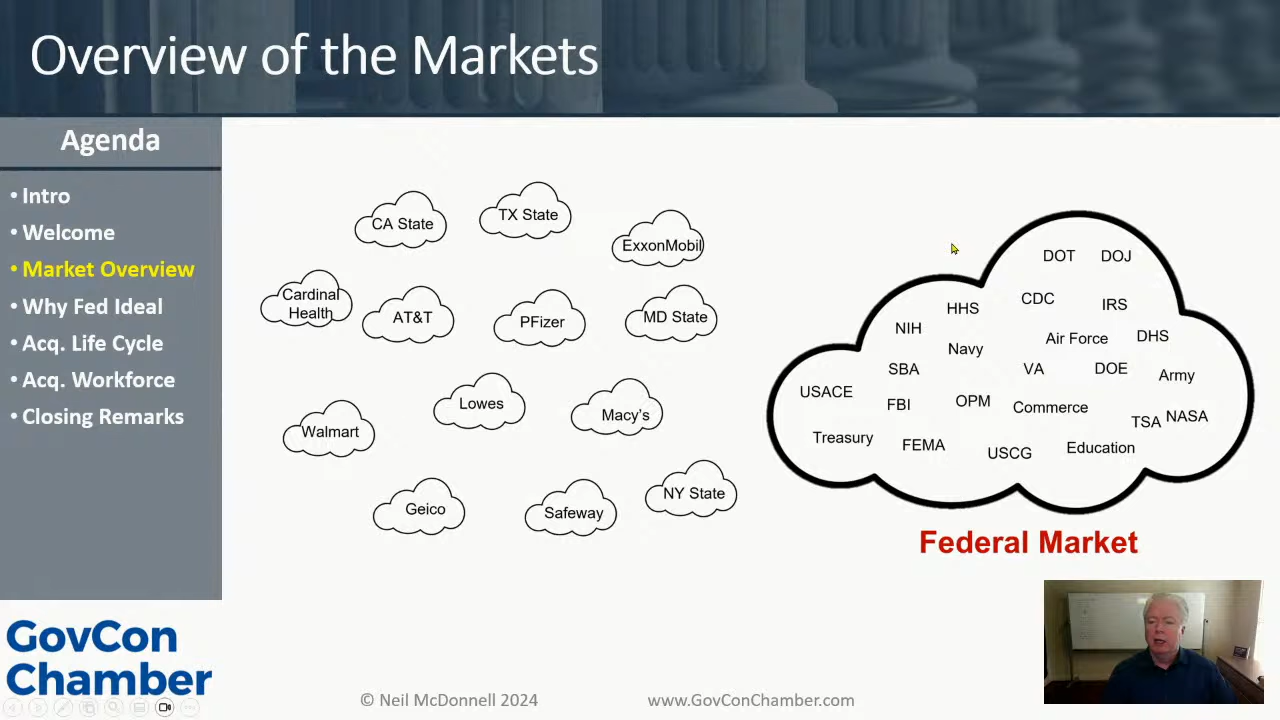 Overview of the Markets
Agenda
• Intro
• Welcome
• Market Overview
• Why Fed Ideal
• Acq. Life Cycle
• Acq. Workforce
• Closing Remarks
CA State
TX State
ExxonMobil
Cardinal
Health
AT&T
PFizer
MD State
Lowes
Macy's
Walmart
Geico
Safeway
NY State
DOT DOJ
HHS CDC IRS
NIH Navy Air Force DHS
SBA VA DOE Army
USACE FBI OPM Commerce TSA NASA
Treasury FEMA USCG Education
Federal Market
GovCon
Chamber
© Neil McDonnell 2024 www.GovConChamber.com